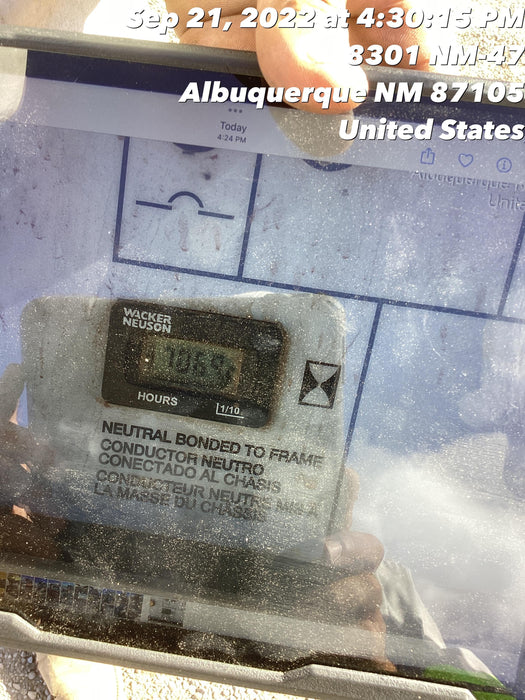 Sep 21, 2022 at 4:30:15 PM
8301 NM-47
Albuquerque NM 87105
United States
Today
4:24 PM
Albuquerque
WACKER
NEUSON
HOURS
1/10
NEUTRAL BONDED TO FRAME
CONDUCTOR NEUTRO
CONECTADO AL CHASIS
CONDUCTEUR NEUTRE MIS A
LA MASSE DU CHASSIS